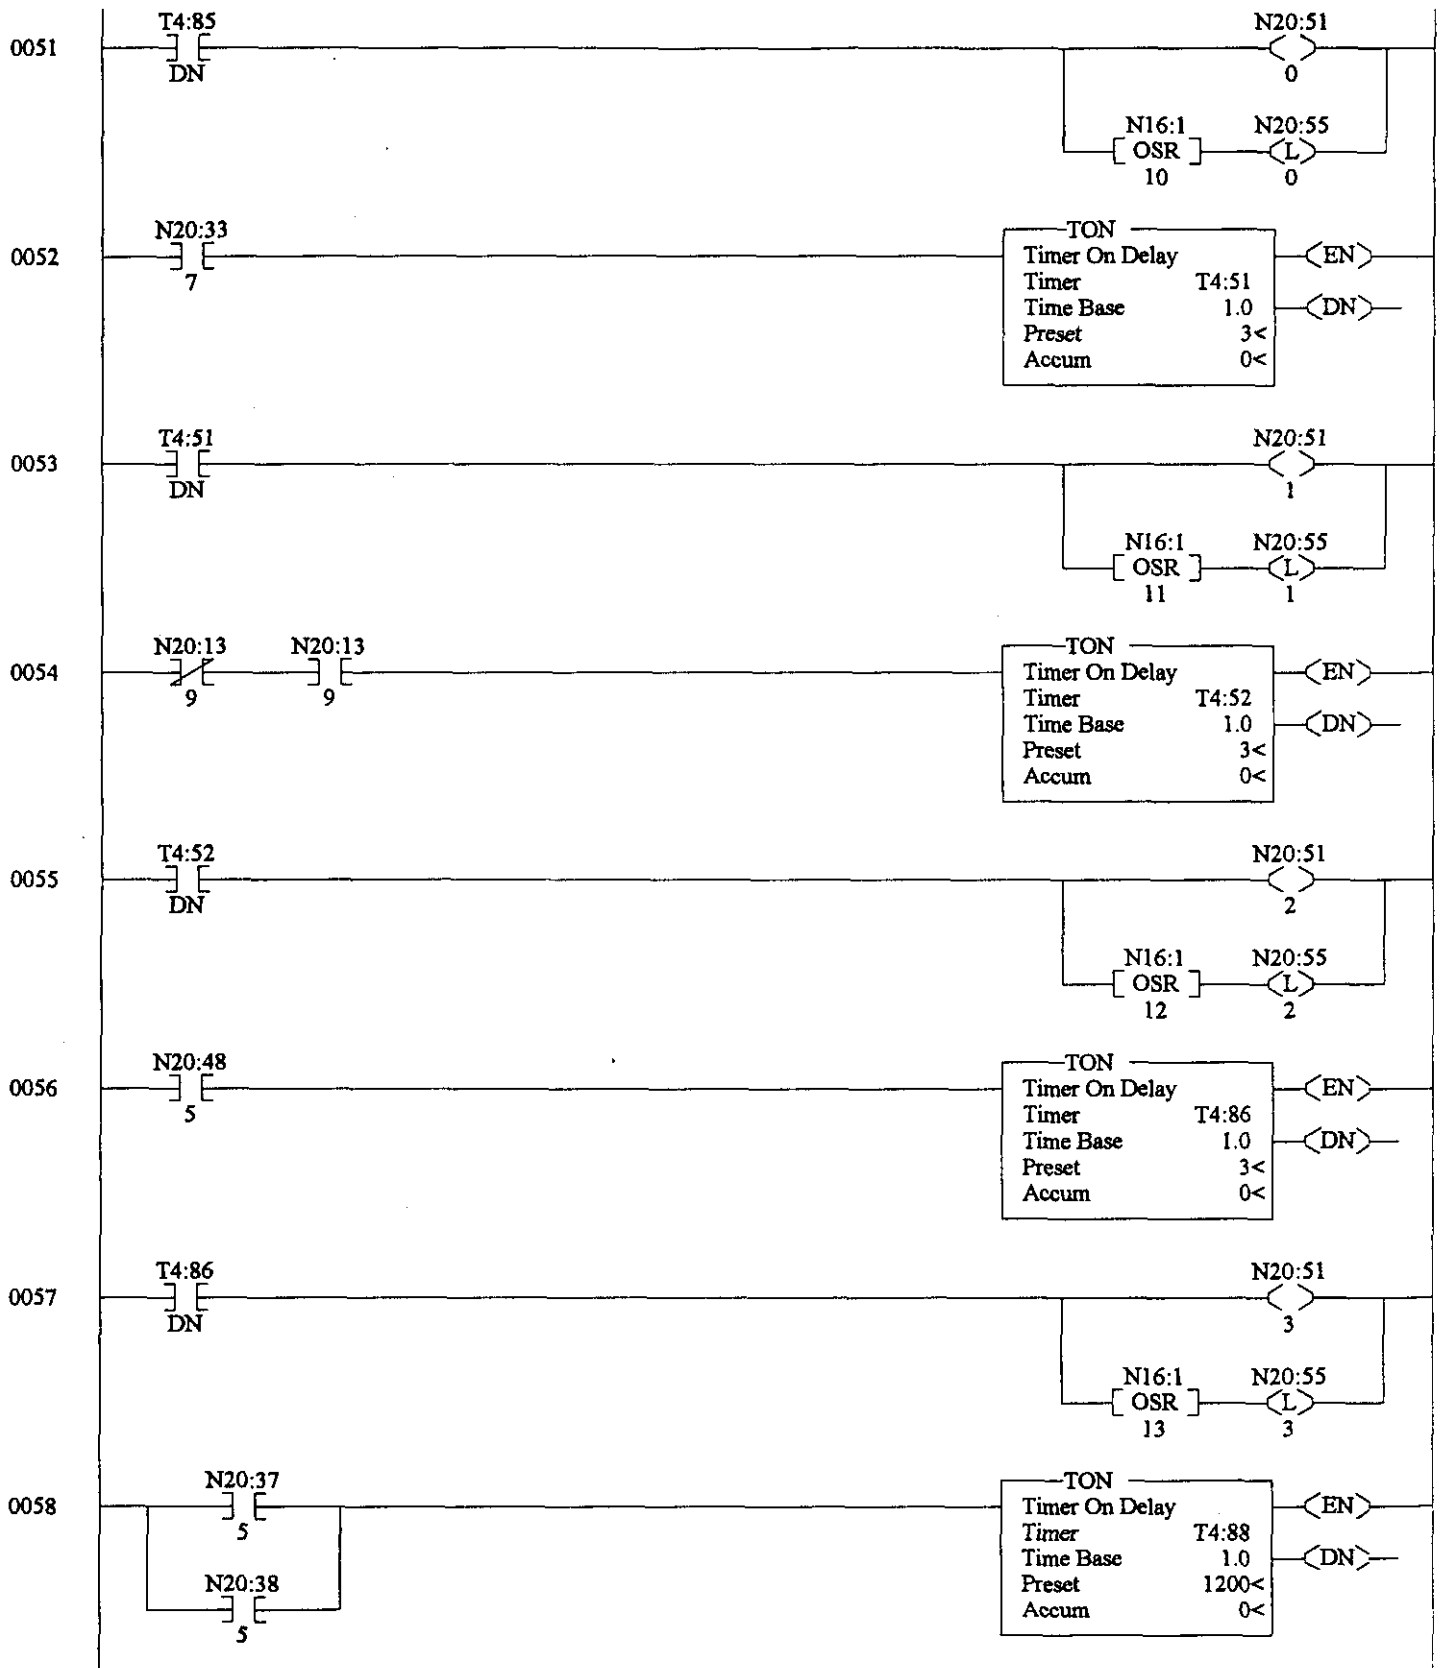 T4:85 N20:51
0051
DN 0
N16:1 N20:55
OSR L
10 0
N20:33 TON
0052 Timer On Delay EN
7 Timer T4:51
Time Base 1.0 DN
Preset 3<
Accum 0<
T4:51 N20:51
0053
DN 1
N16:1 N20:55
OSR L
11 1
N20:13 N20:13 TON
0054 Timer On Delay EN
9 9 Timer T4:52
Time Base 1.0 DN
Preset 3<
Accum 0<
T4:52 N20:51
0055
DN 2
N16:1 N20:55
OSR L
12 2
N20:48 TON
0056 Timer On Delay EN
5 Timer T4:86
Time Base 1.0 DN
Preset 3<
Accum 0<
T4:86 N20:51
0057
DN 3
N16:1 N20:55
OSR L
13 3
N20:37 TON
0058 Timer On Delay EN
5 Timer T4:88
Time Base 1.0 DN
N20:38 Preset 1200<
Accum 0<
5